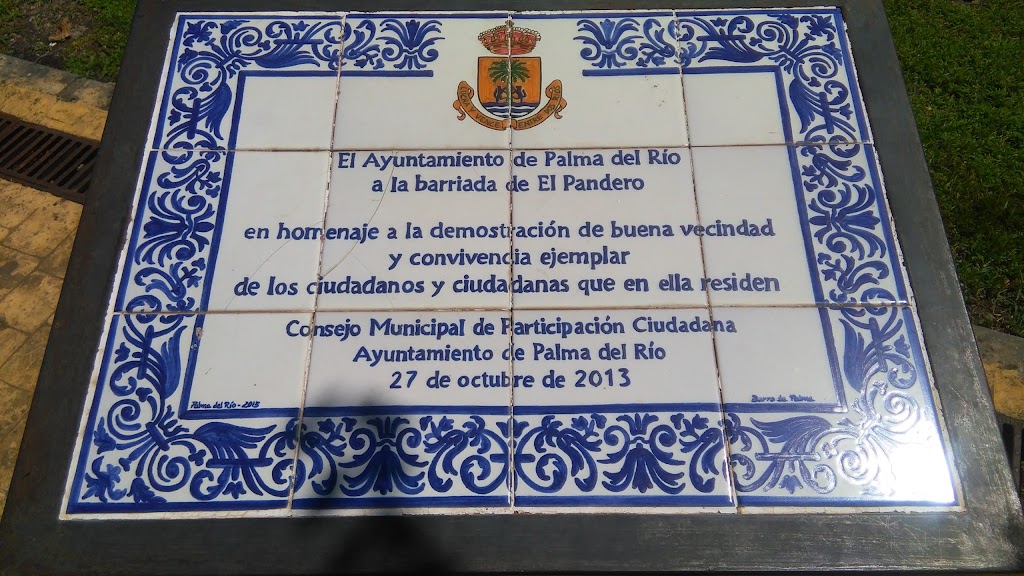 El Ayuntamiento de Palma del Río
a la barriada de El Pandero
en homenaje a la demostración de buena vecindad
y convivencia ejemplar
de los ciudadanos y ciudadanas que en ella residen
Consejo Municipal de Participación Ciudadana
Ayuntamiento de Palma del Río
27 de octubre de 2013
Palma del Río - 2013
Barro de Palma